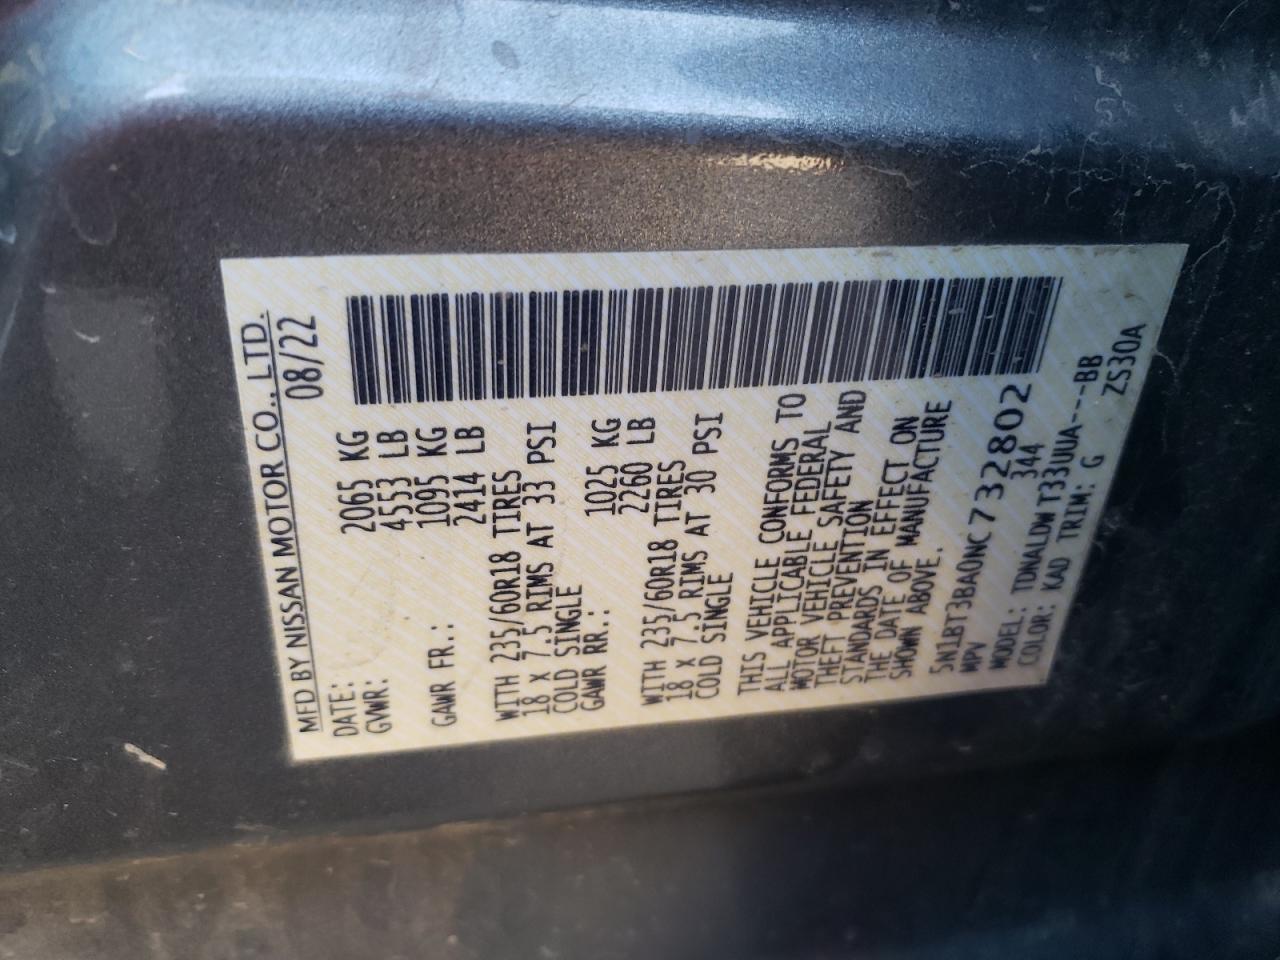 MFD BY NISSAN MOTOR CO., LTD.
DATE: 08/22
GVWR: 2065 KG
4553 LB
GAWR FR.: 1095 KG
2414 LB
WITH 235/60R18 TIRES
18 X 7.5 RIMS AT 33 PSI
COLD SINGLE
GAWR RR.: 1025 KG
2260 LB
WITH 235/60R18 TIRES
18 X 7.5 RIMS AT 30 PSI
COLD SINGLE
THIS VEHICLE CONFORMS TO
ALL APPLICABLE FEDERAL
MOTOR VEHICLE SAFETY AND
THEFT PREVENTION
STANDARDS IN EFFECT ON
THE DATE OF MANUFACTURE
SHOWN ABOVE.
5N1BT3BA0NC732802
MPV 344
MODEL: TDNALDWT33UUA---BB
COLOR: KAD TRIM: G ZS30A